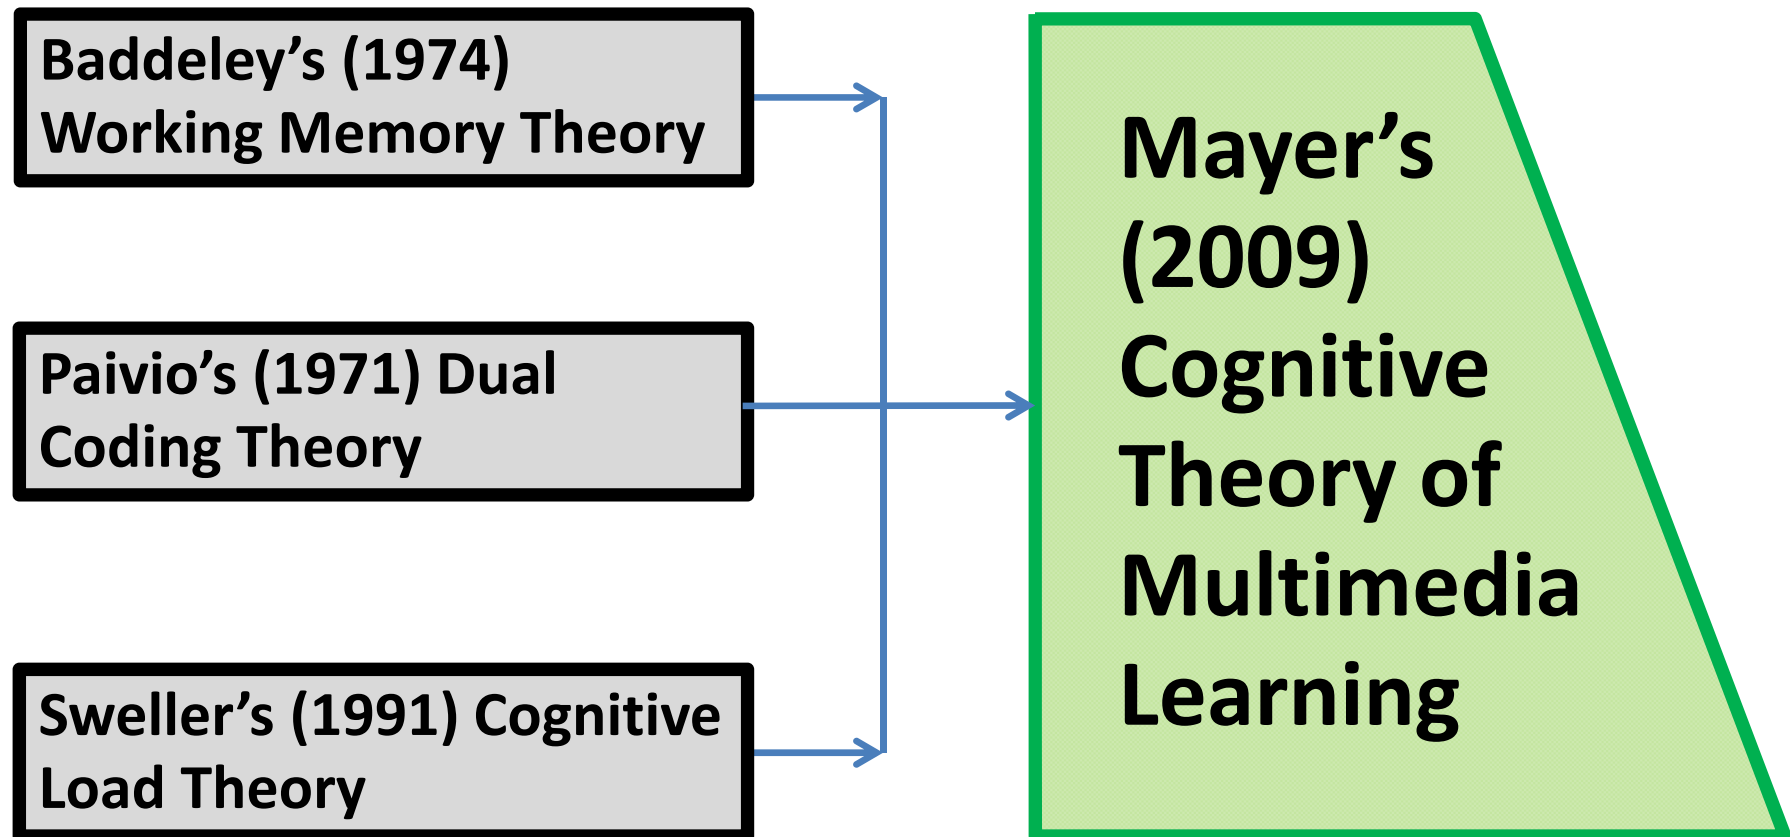 Baddeley’s (1974)
Working Memory Theory
Paivio’s (1971) Dual
Coding Theory
Sweller’s (1991) Cognitive
Load Theory
Mayer’s
(2009)
Cognitive
Theory of
Multimedia
Learning